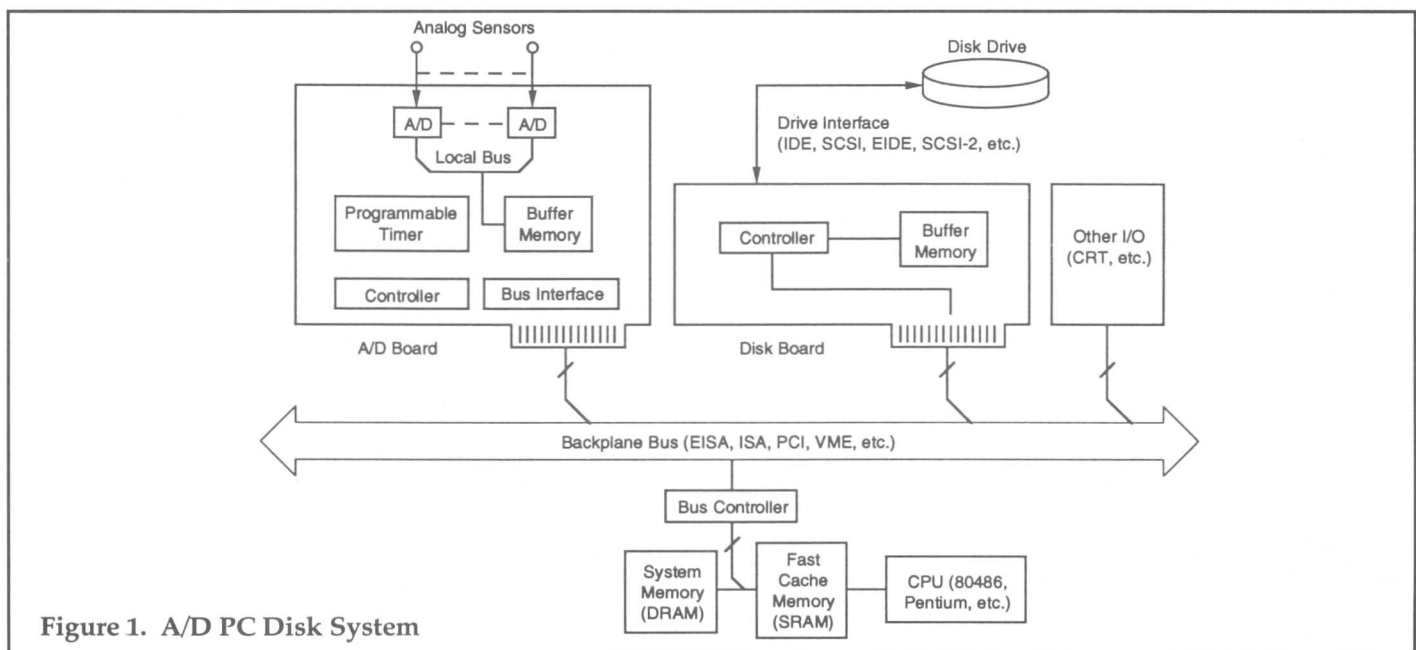 Analog Sensors
A/D
A/D
Local Bus
Programmable
Timer
Buffer
Memory
Controller
Bus Interface
A/D Board
Disk Drive
Drive Interface
(IDE, SCSI, EIDE, SCSI-2, etc.)
Controller
Buffer
Memory
Disk Board
Other I/O
(CRT, etc.)
Backplane Bus (EISA, ISA, PCI, VME, etc.)
Bus Controller
System
Memory
(DRAM)
Fast
Cache
Memory
(SRAM)
CPU (80486,
Pentium, etc.)
Figure 1. A/D PC Disk System